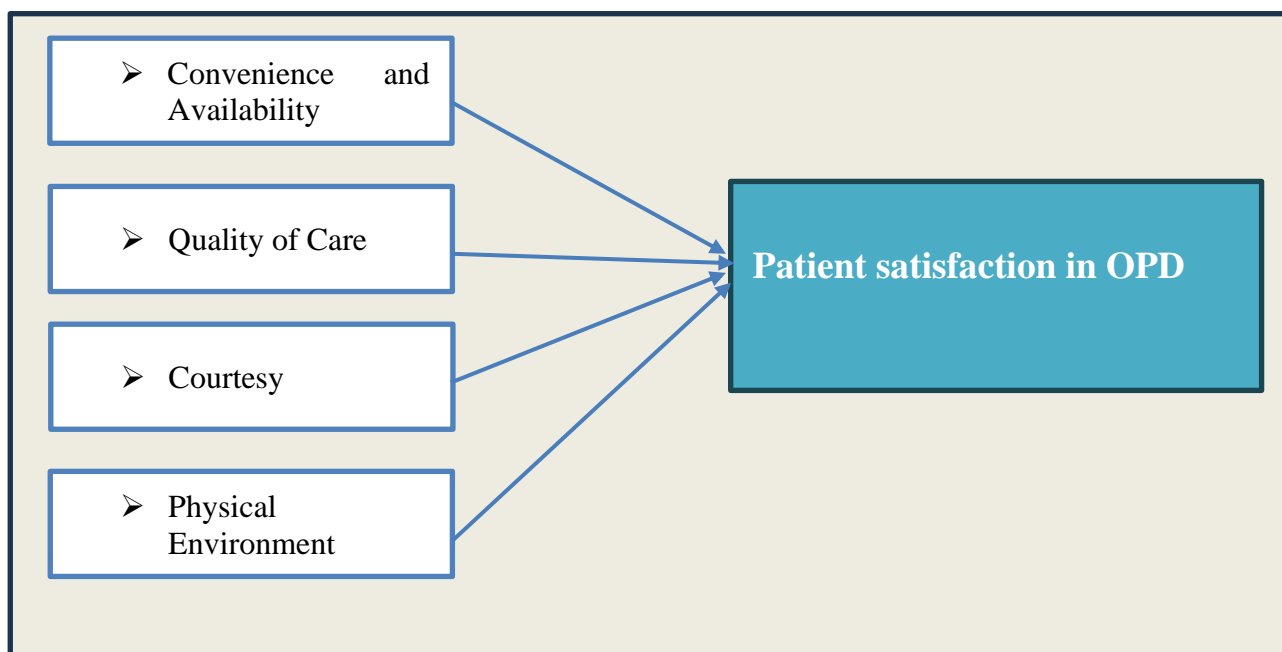 ➢ Convenience and
Availability
➢ Quality of Care
➢ Courtesy
➢ Physical
Environment
Patient satisfaction in OPD